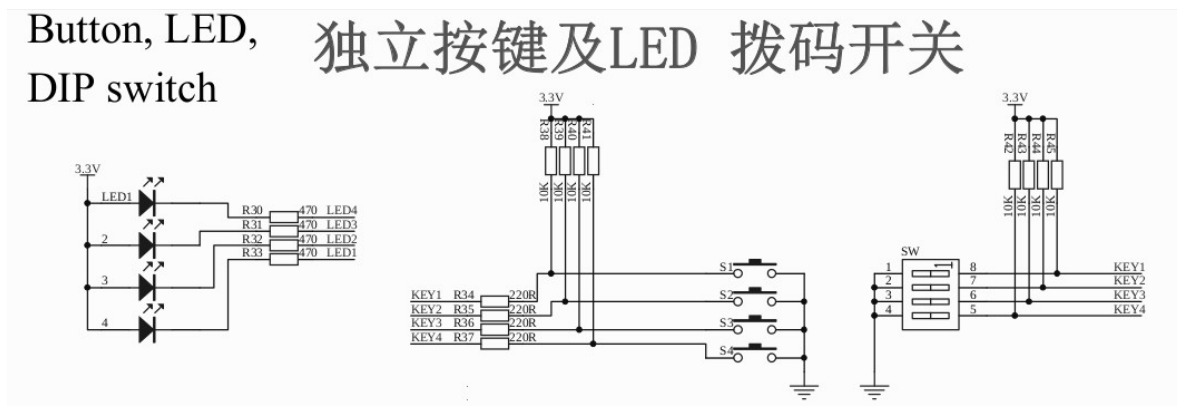 Button, LED,
DIP switch
独立按键及LED 拨码开关
3.3V
LED1
2
3
4
R30 470 LED4
R31 470 LED3
R32 470 LED2
R33 470 LED1
3.3V
R38 R39 R40 R41
10K 10K 10K 10K
KEY1 R34 220R
KEY2 R35 220R
KEY3 R36 220R
KEY4 R37 220R
S1
S2
S3
S4
3.3V
R42 R43 R44 R45
10K 10K 10K 10K
SW
1 8 KEY1
2 7 KEY2
3 6 KEY3
4 5 KEY4